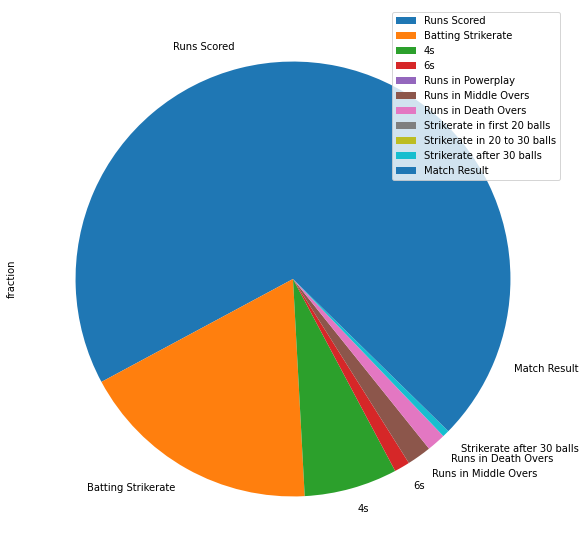 Runs Scored
Runs Scored
Batting Strikerate
4s
6s
Runs in Powerplay
Runs in Middle Overs
Runs in Death Overs
Strikerate in first 20 balls
Strikerate in 20 to 30 balls
Strikerate after 30 balls
Match Result
fraction
Match Result
Strikerate after 30 balls
Runs in Death Overs
Runs in Middle Overs
6s
Batting Strikerate
4s